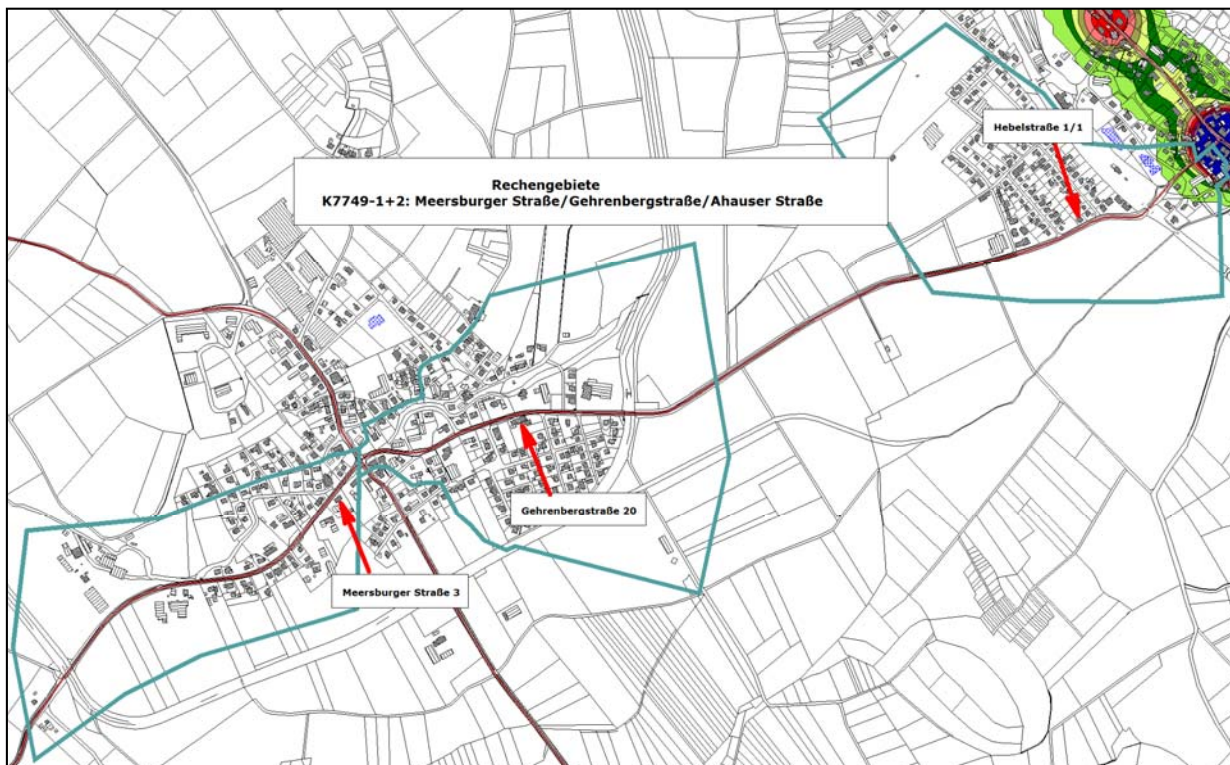 Hebelstraße 1/1
Rechengebiete
K7749-1+2: Meersburger Straße/Gehrenbergstraße/Ahauser Straße
Gehrenbergstraße 20
Meersburger Straße 3